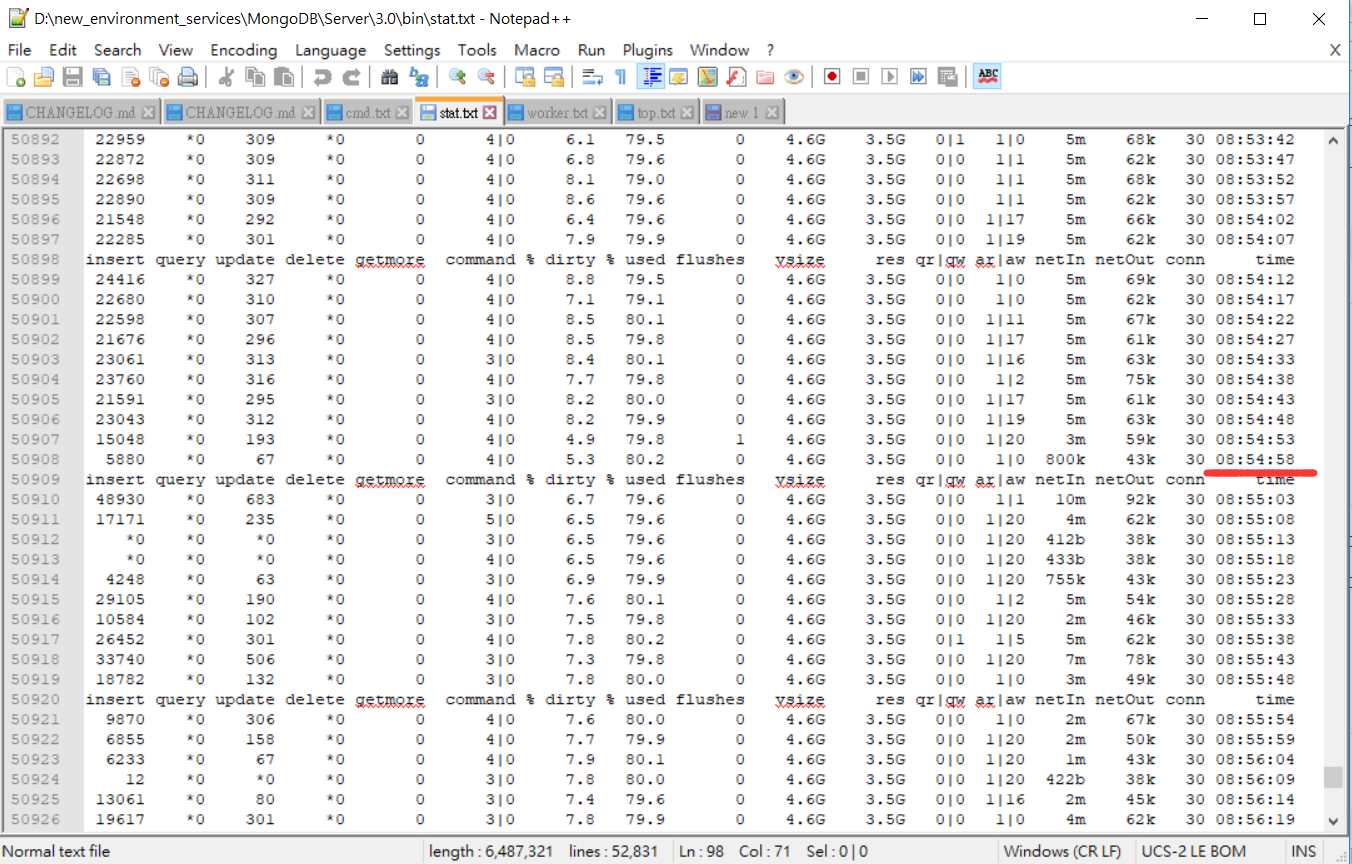 D:\new_environment_services\MongoDB\Server\3.0\bin\stat.txt - Notepad++
File Edit Search View Encoding Language Settings Tools Macro Run Plugins Window ? X
ABC
CHANGELOG.md CHANGELOG.md cmd.txt stat.txt worker.txt top.txt new 1
50892 22959 *0 309 *0 0 4|0 6.1 79.5 0 4.6G 3.5G 0|1 1|0 5m 68k 30 08:53:42
50893 22872 *0 309 *0 0 4|0 6.8 79.6 0 4.6G 3.5G 0|0 1|1 5m 62k 30 08:53:47
50894 22698 *0 311 *0 0 4|0 8.1 79.0 0 4.6G 3.5G 0|0 1|1 5m 68k 30 08:53:52
50895 22890 *0 309 *0 0 4|0 8.6 79.6 0 4.6G 3.5G 0|0 1|1 5m 62k 30 08:53:57
50896 21548 *0 292 *0 0 4|0 6.4 79.6 0 4.6G 3.5G 0|0 1|17 5m 66k 30 08:54:02
50897 22285 *0 301 *0 0 4|0 7.9 79.9 0 4.6G 3.5G 0|0 1|19 5m 62k 30 08:54:07
50898 insert query update delete getmore command % dirty % used flushes vsize res qr|qw ar|aw netIn netOut conn time
50899 24416 *0 327 *0 0 4|0 8.8 79.5 0 4.6G 3.5G 0|0 1|0 5m 69k 30 08:54:12
50900 22680 *0 310 *0 0 4|0 7.1 79.1 0 4.6G 3.5G 0|0 1|0 5m 62k 30 08:54:17
50901 22598 *0 307 *0 0 4|0 8.5 80.1 0 4.6G 3.5G 0|0 1|11 5m 67k 30 08:54:22
50902 21676 *0 296 *0 0 4|0 8.5 79.8 0 4.6G 3.5G 0|0 1|17 5m 61k 30 08:54:27
50903 23061 *0 313 *0 0 3|0 8.4 80.1 0 4.6G 3.5G 0|0 1|16 5m 63k 30 08:54:33
50904 23760 *0 316 *0 0 4|0 7.7 79.8 0 4.6G 3.5G 0|0 1|2 5m 75k 30 08:54:38
50905 21591 *0 295 *0 0 3|0 8.2 80.0 0 4.6G 3.5G 0|0 1|17 5m 61k 30 08:54:43
50906 23043 *0 312 *0 0 4|0 8.2 79.9 0 4.6G 3.5G 0|0 1|19 5m 63k 30 08:54:48
50907 15048 *0 193 *0 0 4|0 4.9 79.8 1 4.6G 3.5G 0|0 1|20 3m 59k 30 08:54:53
50908 5880 *0 67 *0 0 4|0 5.3 80.2 0 4.6G 3.5G 0|0 1|0 800k 43k 30 08:54:58
50909 insert query update delete getmore command % dirty % used flushes vsize res qr|qw ar|aw netIn netOut conn time
50910 48930 *0 683 *0 0 3|0 6.7 79.6 0 4.6G 3.5G 0|0 1|1 10m 92k 30 08:55:03
50911 17171 *0 235 *0 0 5|0 6.5 79.6 0 4.6G 3.5G 0|0 1|20 4m 62k 30 08:55:08
50912 *0 *0 *0 *0 0 3|0 6.5 79.6 0 4.6G 3.5G 0|0 1|20 412b 38k 30 08:55:13
50913 *0 *0 *0 *0 0 3|0 6.5 79.6 0 4.6G 3.5G 0|0 1|20 433b 38k 30 08:55:18
50914 4248 *0 63 *0 0 3|0 6.9 79.9 0 4.6G 3.5G 0|0 1|20 755k 43k 30 08:55:23
50915 29105 *0 190 *0 0 4|0 7.6 80.1 0 4.6G 3.5G 0|0 1|2 5m 54k 30 08:55:28
50916 10584 *0 102 *0 0 3|0 7.5 79.8 0 4.6G 3.5G 0|0 1|20 2m 46k 30 08:55:33
50917 26452 *0 301 *0 0 4|0 7.8 80.2 0 4.6G 3.5G 0|1 1|5 5m 62k 30 08:55:38
50918 33740 *0 506 *0 0 3|0 7.3 79.8 0 4.6G 3.5G 0|0 1|20 7m 78k 30 08:55:43
50919 18782 *0 132 *0 0 3|0 7.8 80.0 0 4.6G 3.5G 0|0 1|0 3m 49k 30 08:55:48
50920 insert query update delete getmore command % dirty % used flushes vsize res qr|qw ar|aw netIn netOut conn time
50921 9870 *0 306 *0 0 4|0 7.6 80.0 0 4.6G 3.5G 0|0 1|0 2m 67k 30 08:55:54
50922 6855 *0 158 *0 0 4|0 7.7 79.9 0 4.6G 3.5G 0|0 1|20 2m 50k 30 08:55:59
50923 6233 *0 67 *0 0 4|0 7.9 80.1 0 4.6G 3.5G 0|0 1|20 1m 43k 30 08:56:04
50924 12 *0 *0 *0 0 3|0 7.8 80.0 0 4.6G 3.5G 0|0 1|20 422b 38k 30 08:56:09
50925 13061 *0 80 *0 0 3|0 7.4 79.6 0 4.6G 3.5G 0|0 1|16 2m 45k 30 08:56:14
50926 19617 *0 301 *0 0 3|0 7.8 79.9 0 4.6G 3.5G 0|0 1|0 4m 62k 30 08:56:19
Normal text file length : 6,487,321 lines : 52,831 Ln : 98 Col : 71 Sel : 0 | 0 Windows (CR LF) UCS-2 LE BOM INS